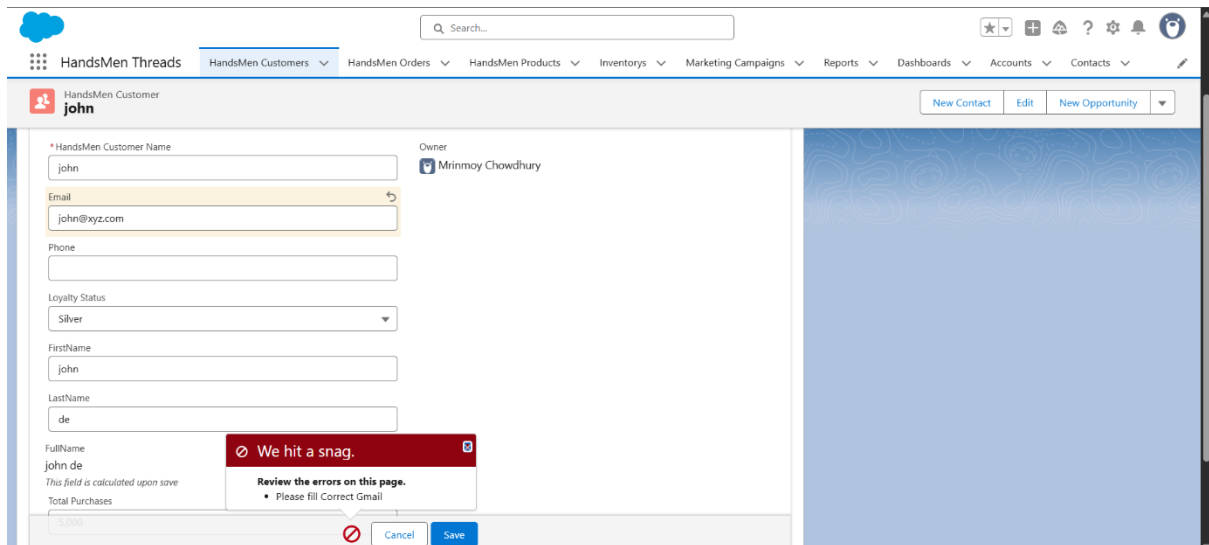 Search...
HandsMen Threads HandsMen Customers HandsMen Orders HandsMen Products Inventorys Marketing Campaigns Reports Dashboards Accounts Contacts
HandsMen Customer
john
New Contact Edit New Opportunity
* HandsMen Customer Name
john
Owner
Mrinmoy Chowdhury
Email
john@xyz.com
Phone
Loyalty Status
Silver
FirstName
john
LastName
de
FullName
john de
This field is calculated upon save
Total Purchases
5,000
We hit a snag.
Review the errors on this page.
• Please fill Correct Gmail
Cancel Save